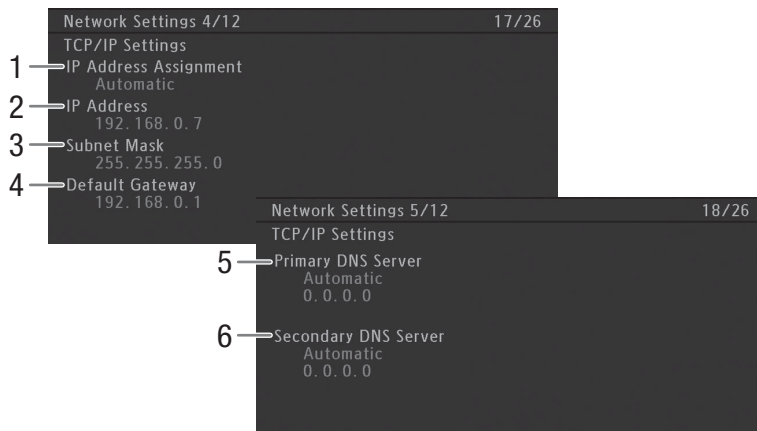 Network Settings 4/12 17/26
TCP/IP Settings
1 IP Address Assignment
Automatic
2 IP Address
192.168.0.7
3 Subnet Mask
255.255.255.0
4 Default Gateway
192.168.0.1
Network Settings 5/12 18/26
TCP/IP Settings
5 Primary DNS Server
Automatic
0.0.0.0
6 Secondary DNS Server
Automatic
0.0.0.0